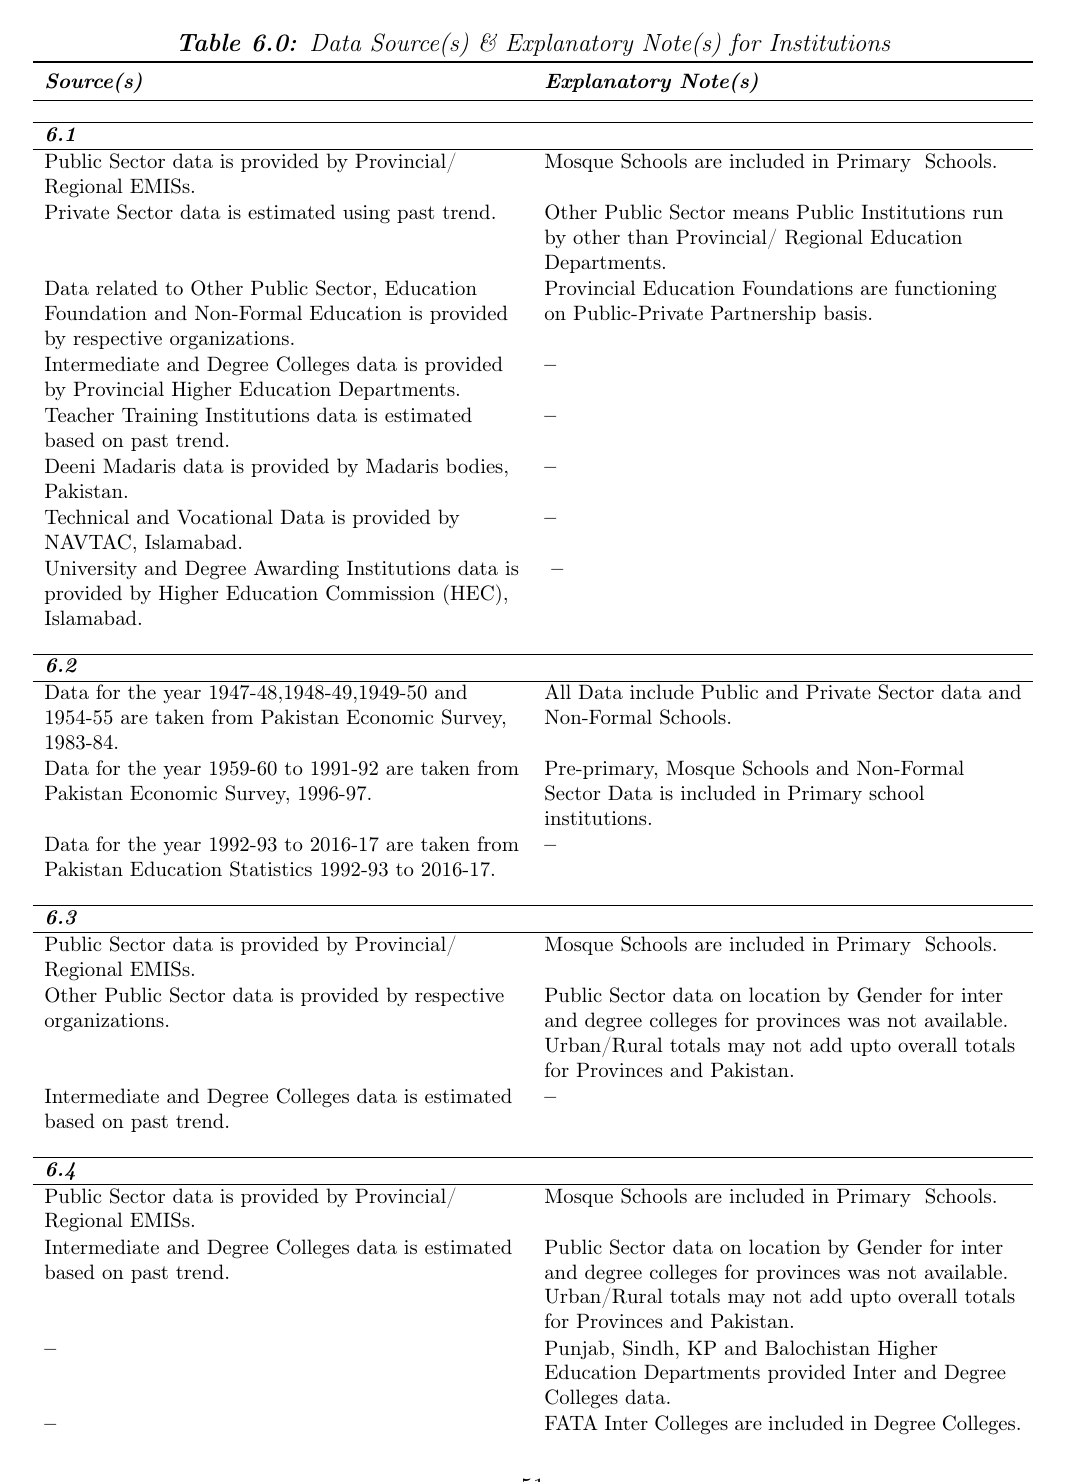 Table 6.0: Data Source(s) & Explanatory Note(s) for Institutions
Source(s) Explanatory Note(s)
6.1
Public Sector data is provided by Provincial/ Mosque Schools are included in Primary Schools.
Regional EMISs.
Private Sector data is estimated using past trend. Other Public Sector means Public Institutions run
by other than Provincial/ Regional Education
Departments.
Data related to Other Public Sector, Education Provincial Education Foundations are functioning
Foundation and Non-Formal Education is provided on Public-Private Partnership basis.
by respective organizations.
Intermediate and Degree Colleges data is provided –
by Provincial Higher Education Departments.
Teacher Training Institutions data is estimated –
based on past trend.
Deeni Madaris data is provided by Madaris bodies, –
Pakistan.
Technical and Vocational Data is provided by –
NAVTAC, Islamabad.
University and Degree Awarding Institutions data is –
provided by Higher Education Commission (HEC),
Islamabad.
6.2
Data for the year 1947-48,1948-49,1949-50 and All Data include Public and Private Sector data and
1954-55 are taken from Pakistan Economic Survey, Non-Formal Schools.
1983-84.
Data for the year 1959-60 to 1991-92 are taken from Pre-primary, Mosque Schools and Non-Formal
Pakistan Economic Survey, 1996-97. Sector Data is included in Primary school
institutions.
Data for the year 1992-93 to 2016-17 are taken from –
Pakistan Education Statistics 1992-93 to 2016-17.
6.3
Public Sector data is provided by Provincial/ Mosque Schools are included in Primary Schools.
Regional EMISs.
Other Public Sector data is provided by respective Public Sector data on location by Gender for inter
organizations. and degree colleges for provinces was not available.
Urban/Rural totals may not add upto overall totals
for Provinces and Pakistan.
Intermediate and Degree Colleges data is estimated –
based on past trend.
6.4
Public Sector data is provided by Provincial/ Mosque Schools are included in Primary Schools.
Regional EMISs.
Intermediate and Degree Colleges data is estimated Public Sector data on location by Gender for inter
based on past trend. and degree colleges for provinces was not available.
Urban/Rural totals may not add upto overall totals
for Provinces and Pakistan.
– Punjab, Sindh, KP and Balochistan Higher
Education Departments provided Inter and Degree
Colleges data.
– FATA Inter Colleges are included in Degree Colleges.